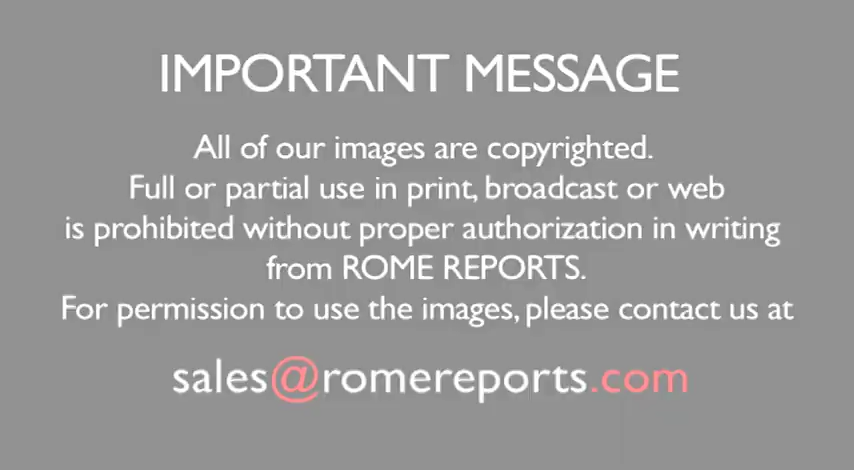 IMPORTANT MESSAGE
All of our images are copyrighted.
Full or partial use in print, broadcast or web
is prohibited without proper authorization in writing
from ROME REPORTS.
For permission to use the images, please contact us at
sales@romereports.com